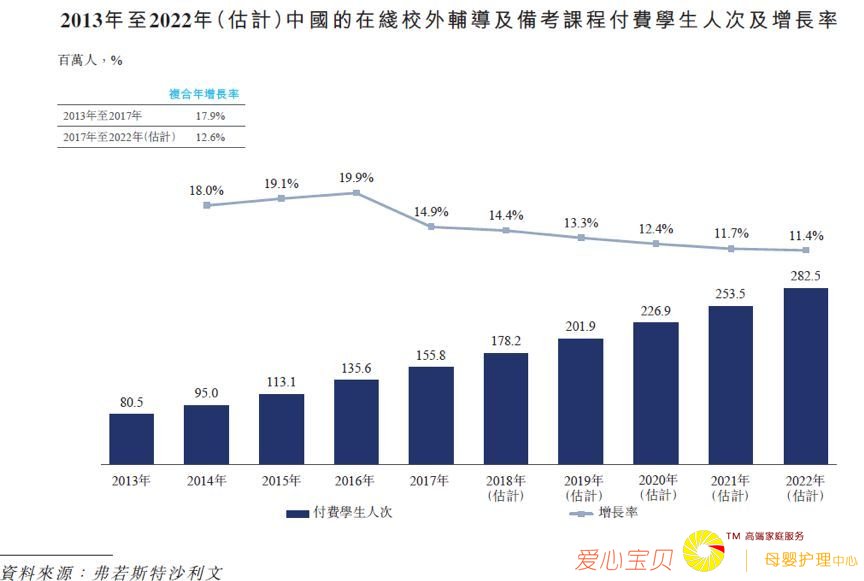 2013年至2022年(估計)中國的在綫校外輔導及備考課程付費學生人次及增長率
百萬人，%
複合年增長率
2013年至2017年 17.9%
2017年至2022年(估計) 12.6%
18.0% 19.1% 19.9% 14.9% 14.4% 13.3% 12.4% 11.7% 11.4%
80.5 95.0 113.1 135.6 155.8 178.2 201.9 226.9 253.5 282.5
2013年 2014年 2015年 2016年 2017年 2018年 2019年 2020年 2021年 2022年
(估計) (估計) (估計) (估計) (估計)
付費學生人次 增長率
TM 高端家庭服务
爱心宝贝 母婴护理中心
資料來源：弗若斯特沙利文